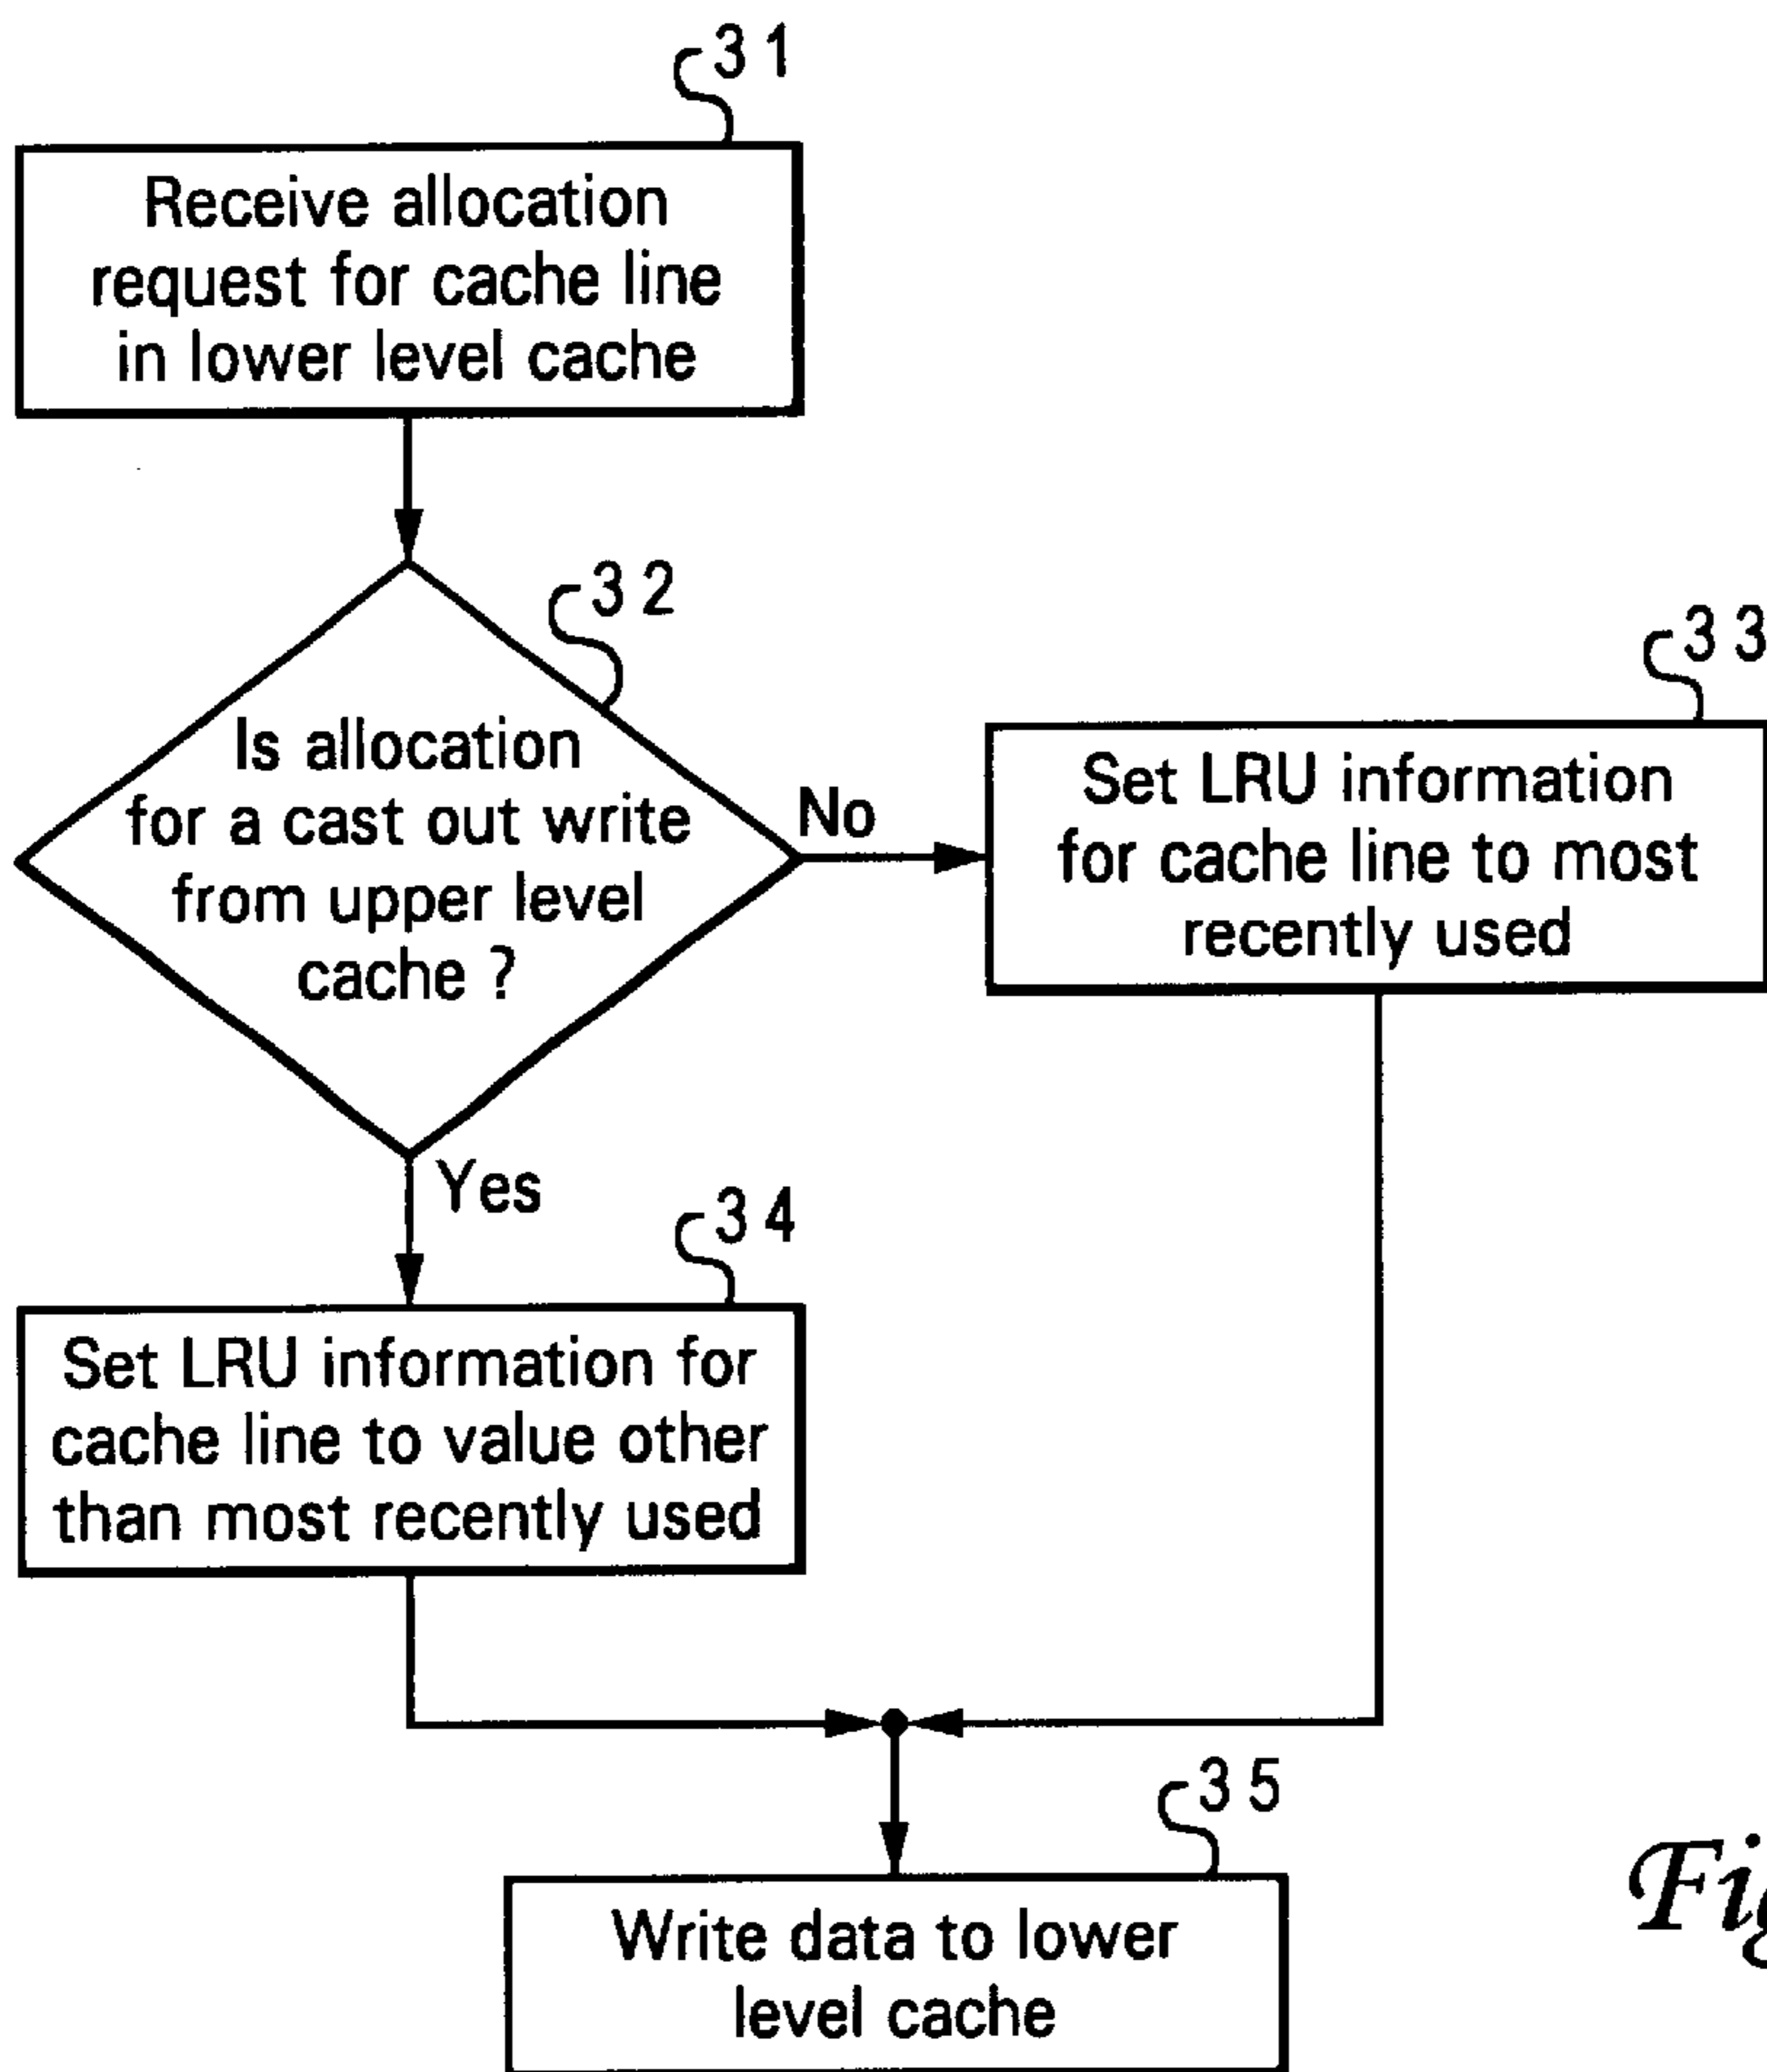 31
Receive allocation
request for cache line
in lower level cache
32
Is allocation
for a cast out write
from upper level
cache ?
No
33
Set LRU information
for cache line to most
recently used
Yes
34
Set LRU information for
cache line to value other
than most recently used
35
Write data to lower
level cache